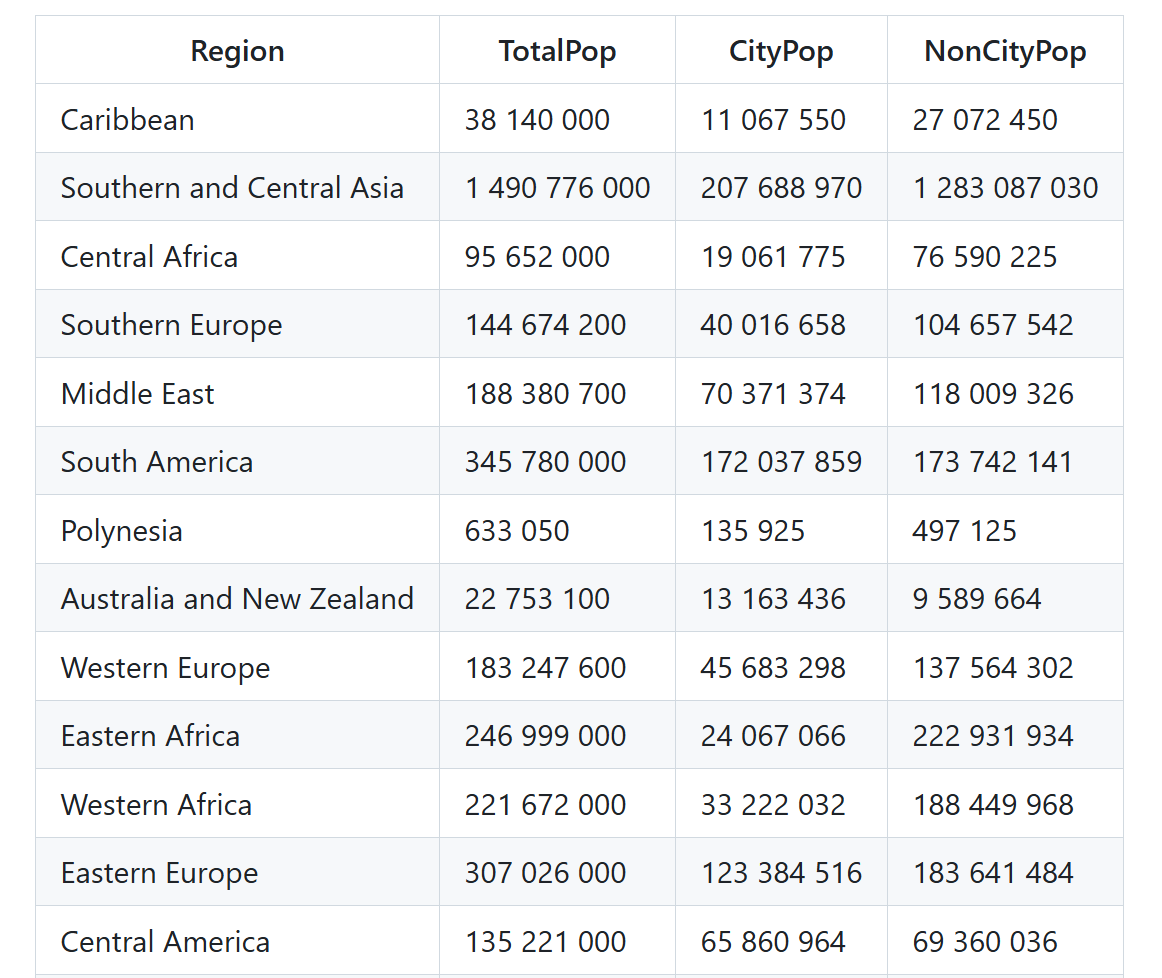 Region TotalPop CityPop NonCityPop
Caribbean 38 140 000 11 067 550 27 072 450
Southern and Central Asia 1 490 776 000 207 688 970 1 283 087 030
Central Africa 95 652 000 19 061 775 76 590 225
Southern Europe 144 674 200 40 016 658 104 657 542
Middle East 188 380 700 70 371 374 118 009 326
South America 345 780 000 172 037 859 173 742 141
Polynesia 633 050 135 925 497 125
Australia and New Zealand 22 753 100 13 163 436 9 589 664
Western Europe 183 247 600 45 683 298 137 564 302
Eastern Africa 246 999 000 24 067 066 222 931 934
Western Africa 221 672 000 33 222 032 188 449 968
Eastern Europe 307 026 000 123 384 516 183 641 484
Central America 135 221 000 65 860 964 69 360 036